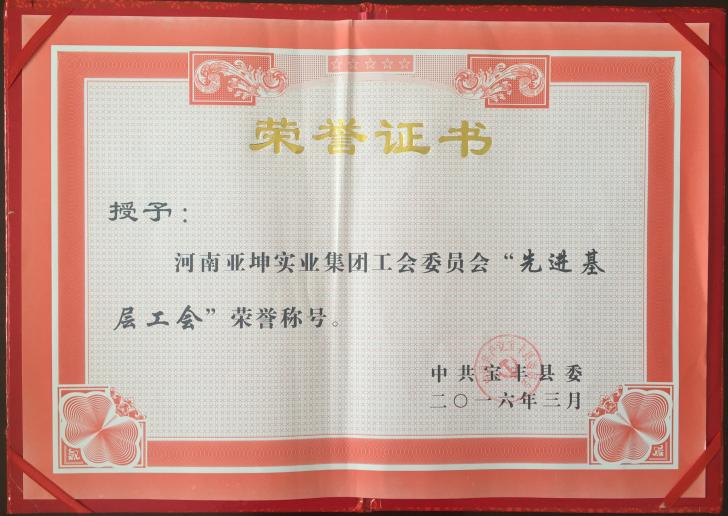 荣誉证书
授予：
河南亚坤实业集团工会委员会“先进基
层工会”荣誉称号。
中共宝丰县委
二〇一六年三月